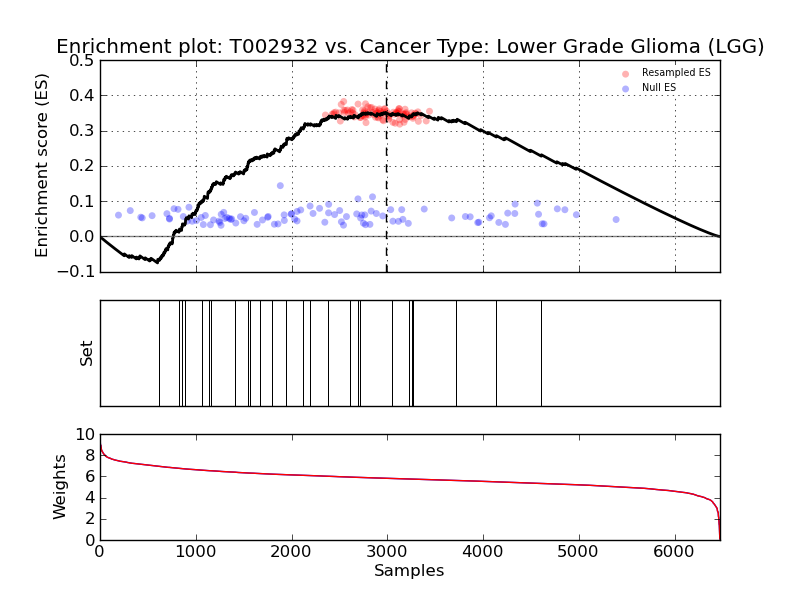 Enrichment plot: T002932 vs. Cancer Type: Lower Grade Glioma (LGG)
0.5
0.4
0.3
0.2
0.1
0.0
−0.1
Enrichment score (ES)
Resampled ES
Null ES
Set
10
8
6
4
2
0
Weights
0 1000 2000 3000 4000 5000 6000
Samples